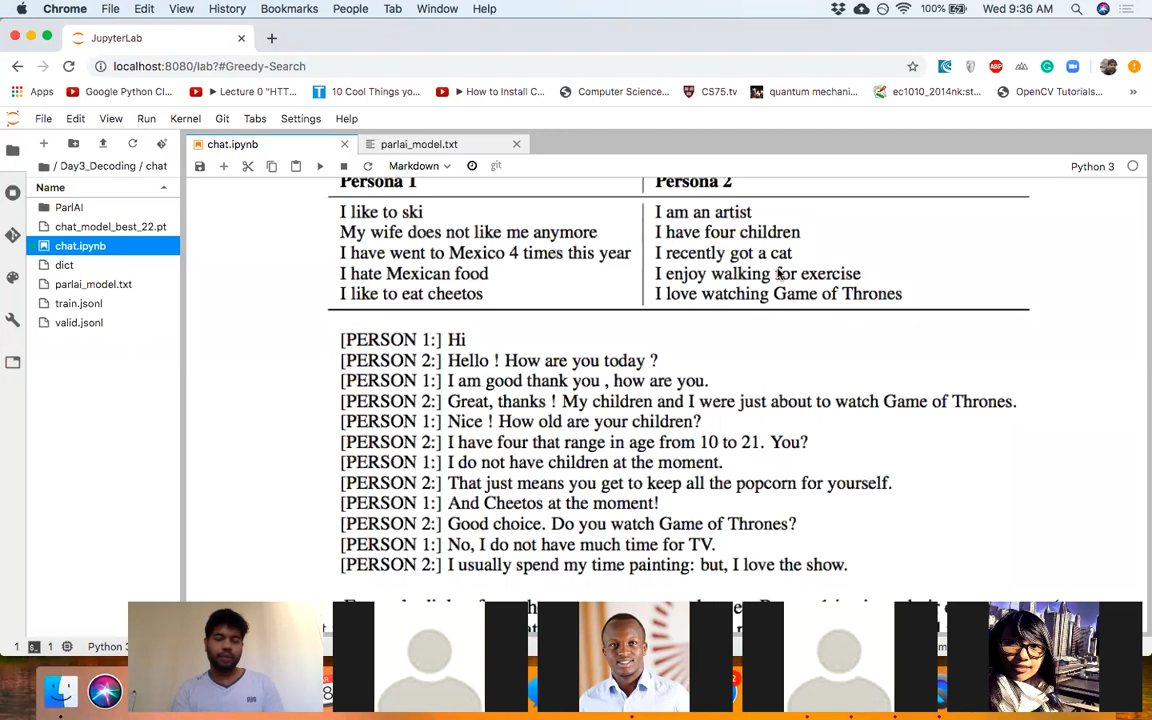 Chrome File Edit View History Bookmarks People Tab Window Help 100% Wed 9:36 AM
JupyterLab
localhost:8080/lab?#Greedy-Search
Apps Google Python Cl... Lecture 0 "HTT... 10 Cool Things yo... How to Install C... Computer Science... CS75.tv quantum mechani... ec1010_2014nk:st... OpenCV Tutorials...
File Edit View Run Kernel Git Tabs Settings Help
chat.ipynb parlai_model.txt
/Day3_Decoding/chat Markdown git Python 3
Name
ParlAI
chat_model_best_22.pt
chat.ipynb
dict
parlai_model.txt
train.jsonl
valid.jsonl
Persona 1 Persona 2
I like to ski I am an artist
My wife does not like me anymore I have four children
I have went to Mexico 4 times this year I recently got a cat
I hate Mexican food I enjoy walking for exercise
I like to eat cheetos I love watching Game of Thrones
[PERSON 1:] Hi
[PERSON 2:] Hello ! How are you today ?
[PERSON 1:] I am good thank you , how are you.
[PERSON 2:] Great, thanks ! My children and I were just about to watch Game of Thrones.
[PERSON 1:] Nice ! How old are your children?
[PERSON 2:] I have four that range in age from 10 to 21. You?
[PERSON 1:] I do not have children at the moment.
[PERSON 2:] That just means you get to keep all the popcorn for yourself.
[PERSON 1:] And Cheetos at the moment!
[PERSON 2:] Good choice. Do you watch Game of Thrones?
[PERSON 1:] No, I do not have much time for TV.
[PERSON 2:] I usually spend my time painting: but, I love the show.
1 1 Python